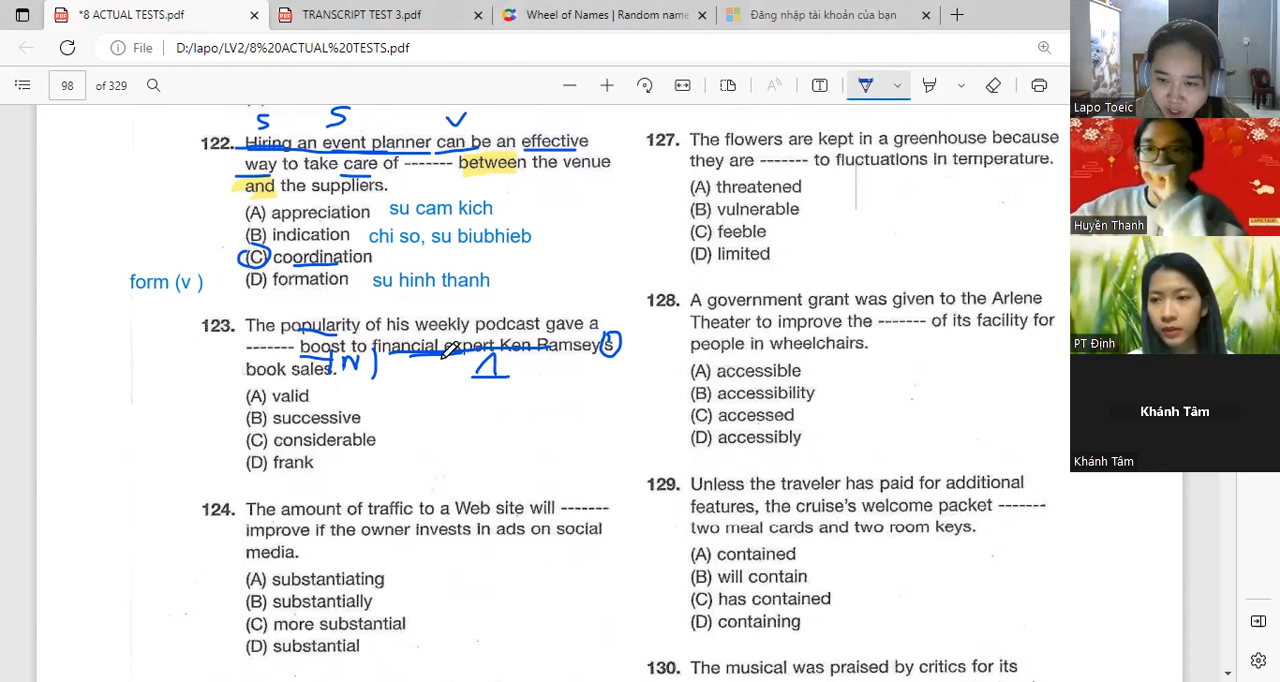 *8 ACTUAL TESTS.pdf
TRANSCRIPT TEST 3.pdf
Wheel of Names | Random name
Đăng nhập tài khoản của bạn
File
D:/lapo/LV2/8%20ACTUAL%20TESTS.pdf
98
of 329
S
S
V
122. Hiring an event planner can be an effective
way to take care of ------- between the venue
and the suppliers.
(A) appreciation
su cam kich
(B) indication
chi so, su biubhieb
(C) coordination
form (v )
(D) formation
su hinh thanh
123. The popularity of his weekly podcast gave a
------- boost to financial expert Ken Ramsey's
book sales.
N
1
(A) valid
(B) successive
(C) considerable
(D) frank
124. The amount of traffic to a Web site will -------
improve if the owner invests in ads on social
media.
(A) substantiating
(B) substantially
(C) more substantial
(D) substantial
127. The flowers are kept in a greenhouse because
they are ------- to fluctuations in temperature.
(A) threatened
(B) vulnerable
(C) feeble
(D) limited
128. A government grant was given to the Arlene
Theater to improve the ------- of its facility for
people in wheelchairs.
(A) accessible
(B) accessibility
(C) accessed
(D) accessibly
129. Unless the traveler has paid for additional
features, the cruise's welcome packet -------
two meal cards and two room keys.
(A) contained
(B) will contain
(C) has contained
(D) containing
130. The musical was praised by critics for its
Lapo Toeic
Huyền Thanh
PT Định
Khánh Tâm
Khánh Tâm